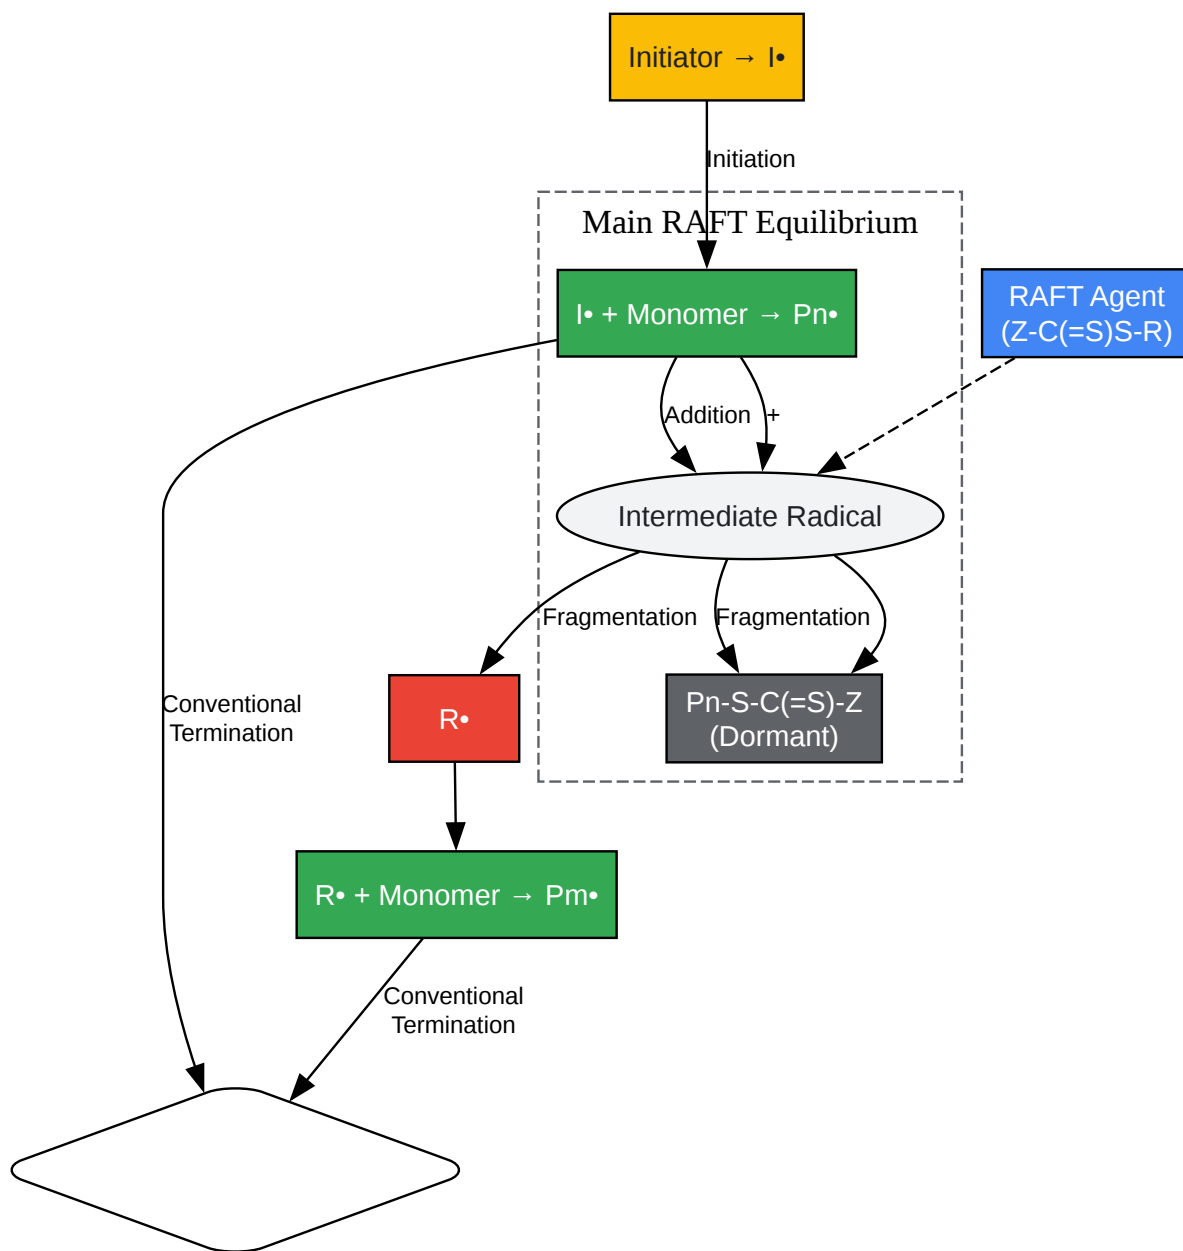 Initiator → I•
Initiation
Main RAFT Equilibrium
I• + Monomer → Pn•
RAFT Agent
(Z-C(=S)S-R)
Addition
+
Intermediate Radical
Fragmentation
Fragmentation
Conventional
Termination
R•
Pn-S-C(=S)-Z
(Dormant)
R• + Monomer → Pm•
Conventional
Termination